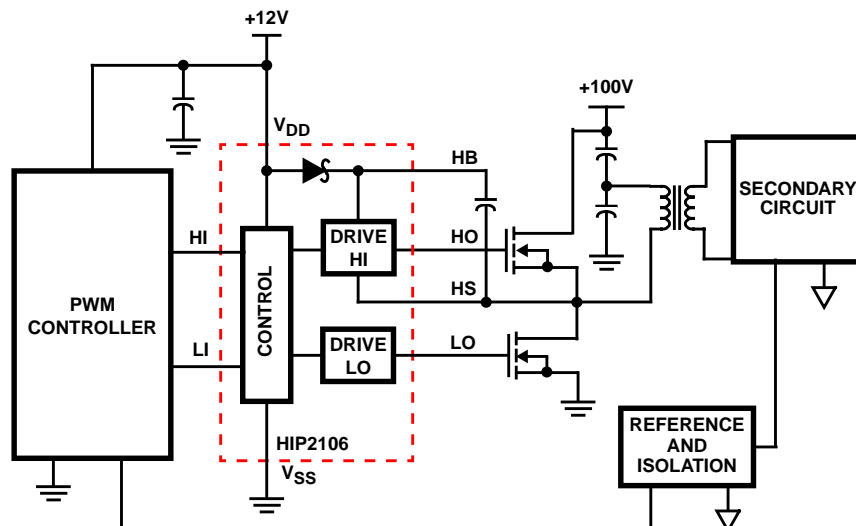 +12V
+100V
VDD
HB
SECONDARY
CIRCUIT
DRIVE
HI
HI
HO
PWM
CONTROLLER
CONTROL
HS
LI
DRIVE
LO
LO
HIP2106
VSS
REFERENCE
AND
ISOLATION